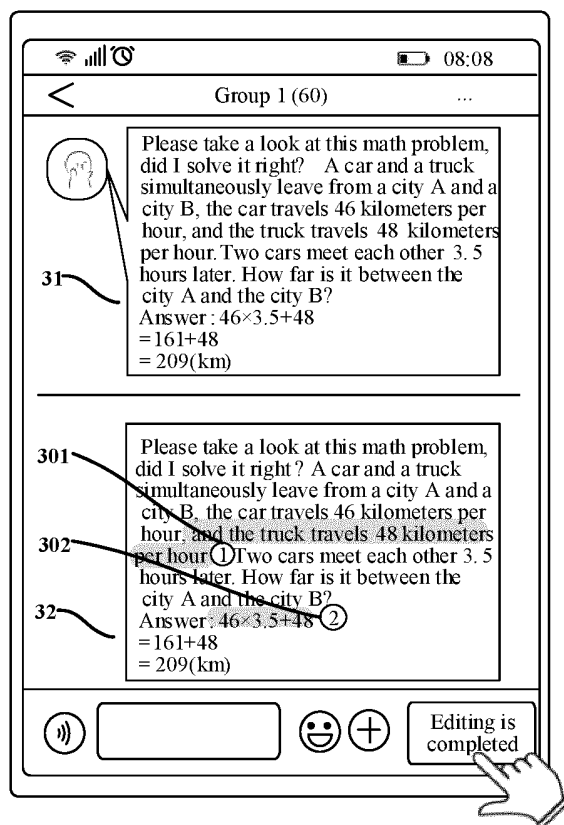 08:08
Group 1 (60)
...
Please take a look at this math problem,
did I solve it right? A car and a truck
simultaneously leave from a city A and a
city B, the car travels 46 kilometers per
hour, and the truck travels 48 kilometers
per hour. Two cars meet each other 3. 5
hours later. How far is it between the
city A and the city B?
Answer: 46×3.5+48
=161+48
= 209(km)
31
Please take a look at this math problem,
did I solve it right? A car and a truck
simultaneously leave from a city A and a
city B, the car travels 46 kilometers per
hour, and the truck travels 48 kilometers
per hour ① Two cars meet each other 3. 5
hours later. How far is it between the
city A and the city B?
Answer: 46×3.5+48 ②
=161+48
= 209(km)
301
302
32
Editing is
completed